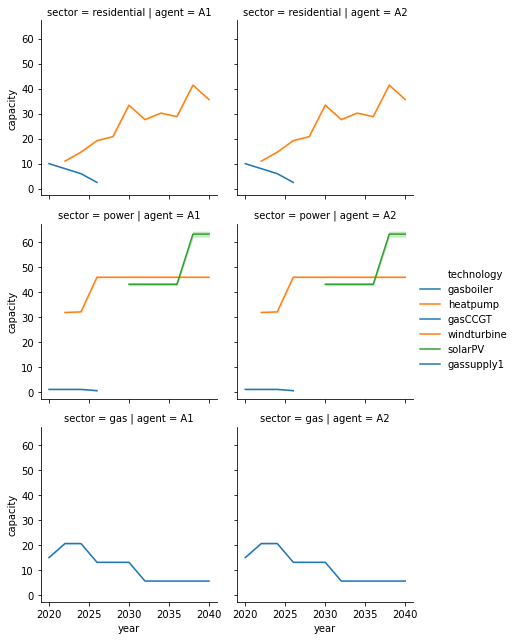 sector = residential | agent = A1
sector = residential | agent = A2
60
50
40
30
20
10
0
capacity
sector = power | agent = A1
sector = power | agent = A2
60
50
40
30
20
10
0
capacity
technology
gasboiler
heatpump
gasCCGT
windturbine
solarPV
gassupply1
sector = gas | agent = A1
sector = gas | agent = A2
60
50
40
30
20
10
0
capacity
2020 2025 2030 2035 2040
2020 2025 2030 2035 2040
year
year